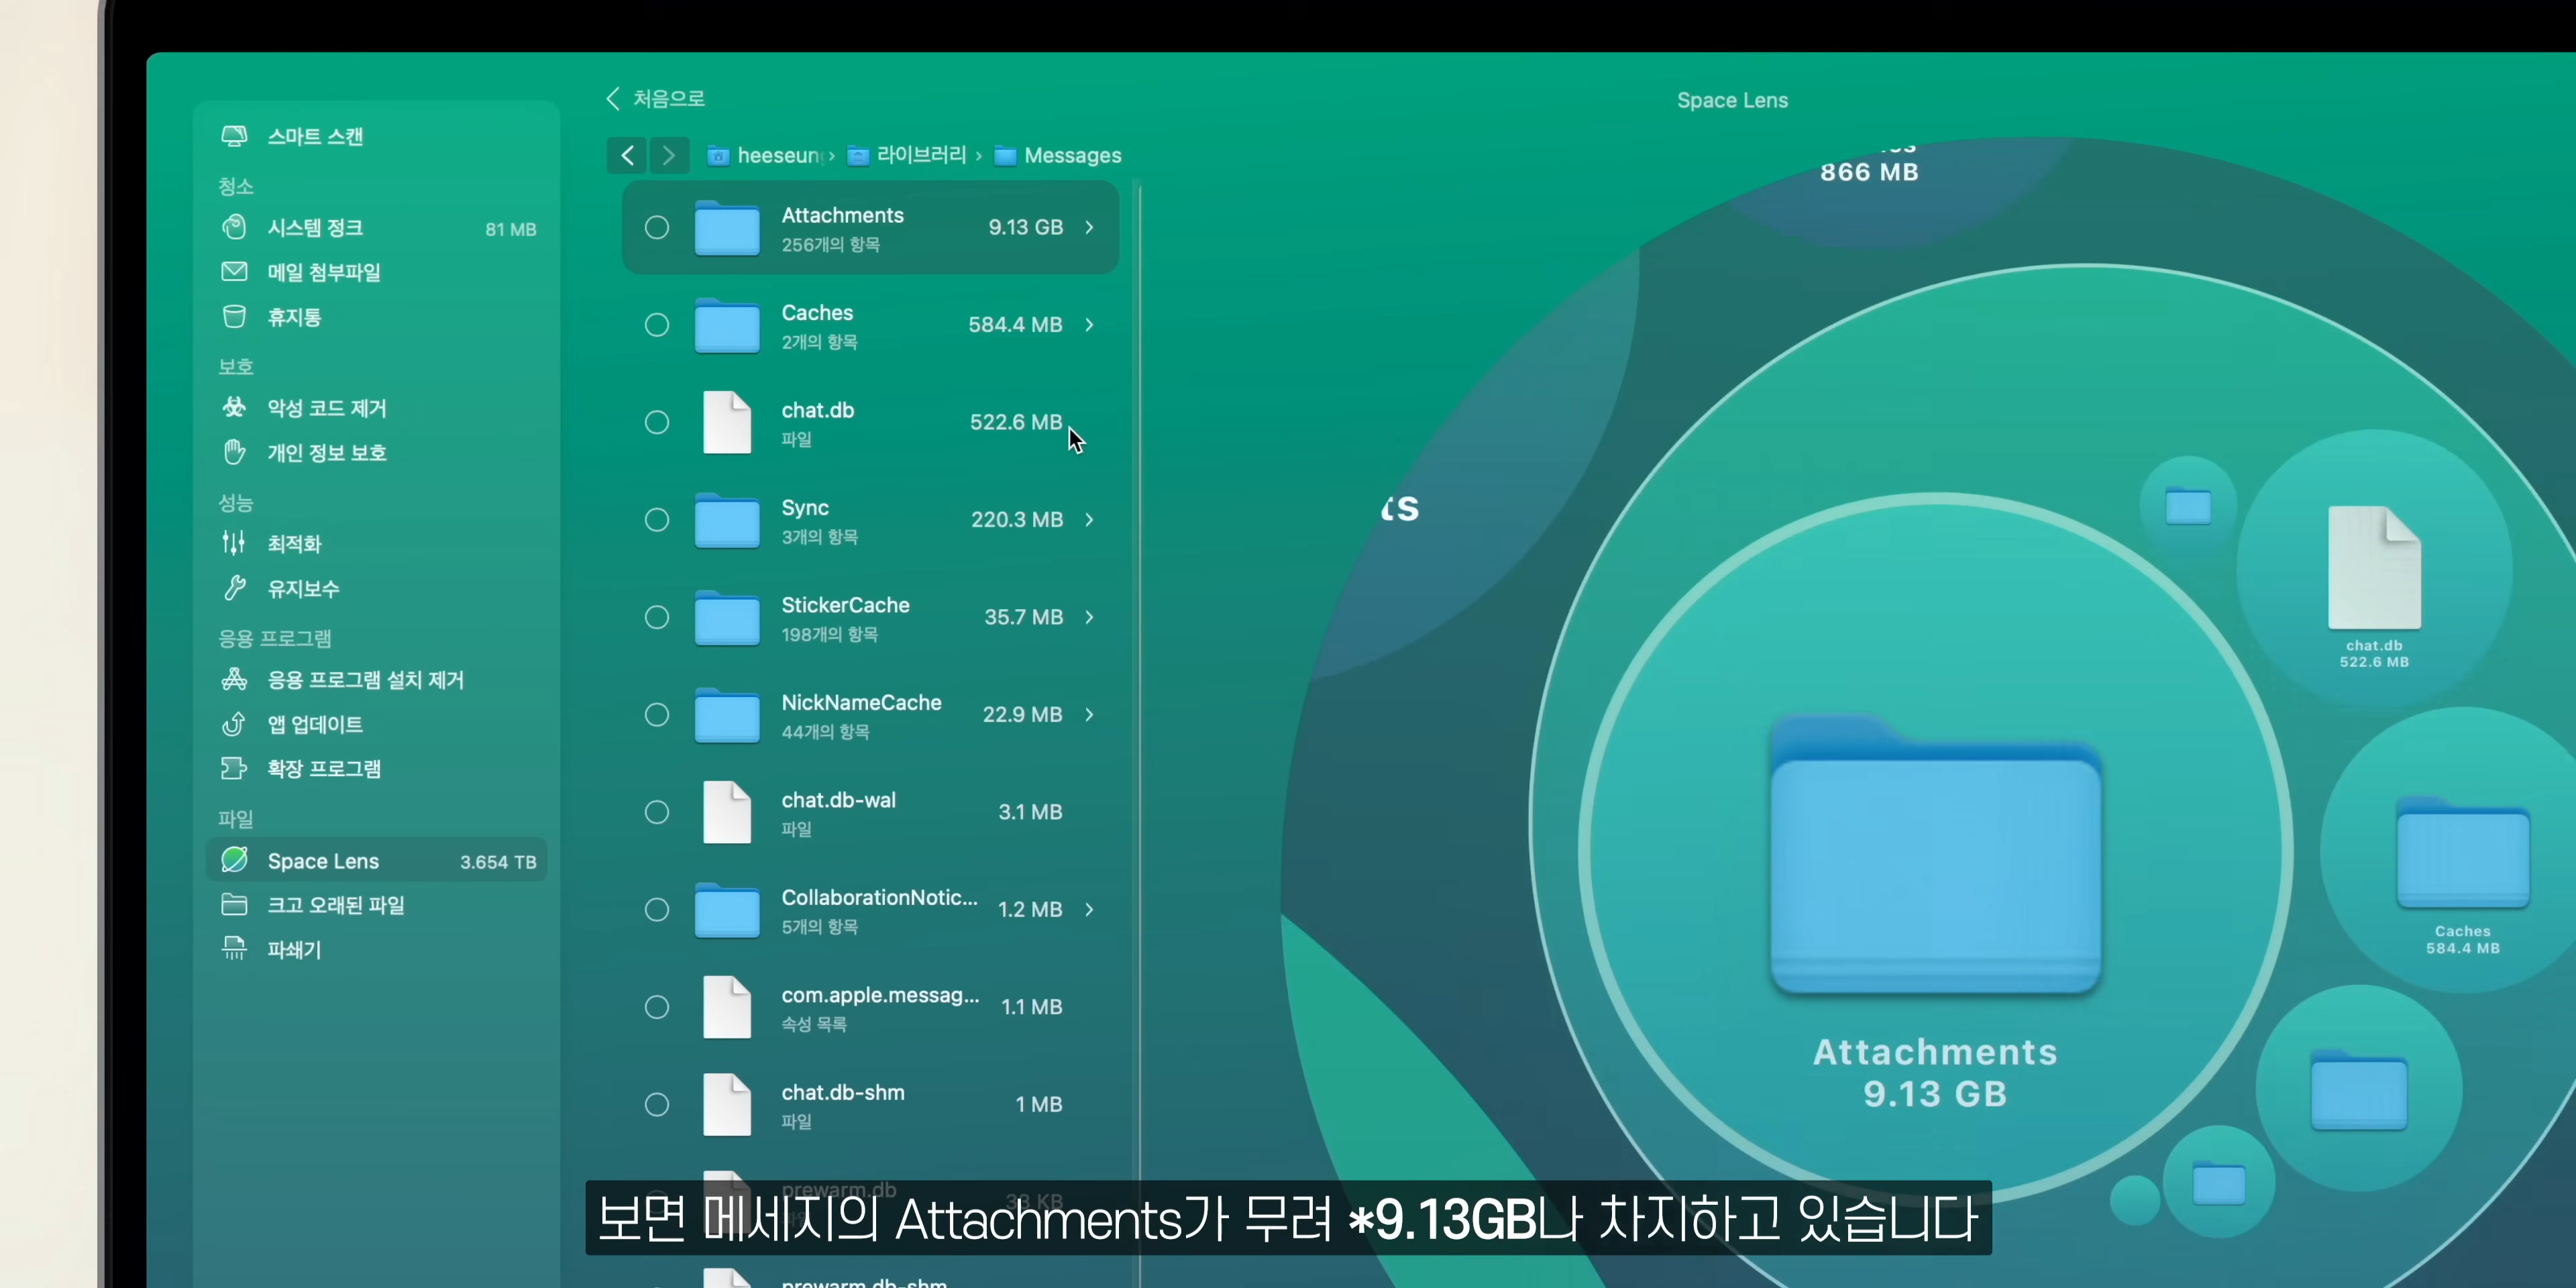 스마트 스캔
청소
시스템 정크 81 MB
메일 첨부파일
휴지통
보호
악성 코드 제거
개인 정보 보호
성능
최적화
유지보수
응용 프로그램
응용 프로그램 설치 제거
앱 업데이트
확장 프로그램
파일
Space Lens 3.654 TB
크고 오래된 파일
파쇄기
처음으로
Space Lens
heeseun › 라이브러리 › Messages
Attachments 9.13 GB
256개의 항목
Caches 584.4 MB
2개의 항목
chat.db 522.6 MB
파일
Sync 220.3 MB
3개의 항목
StickerCache 35.7 MB
198개의 항목
NickNameCache 22.9 MB
44개의 항목
chat.db-wal 3.1 MB
파일
CollaborationNotic... 1.2 MB
5개의 항목
com.apple.messag... 1.1 MB
속성 목록
chat.db-shm 1 MB
파일
prewarm.db 33 KB
prewarm.db-shm
866 MB
ts
chat.db
522.6 MB
Caches
584.4 MB
Attachments
9.13 GB
보면 메세지의 Attachments가 무려 *9.13GB나 차지하고 있습니다